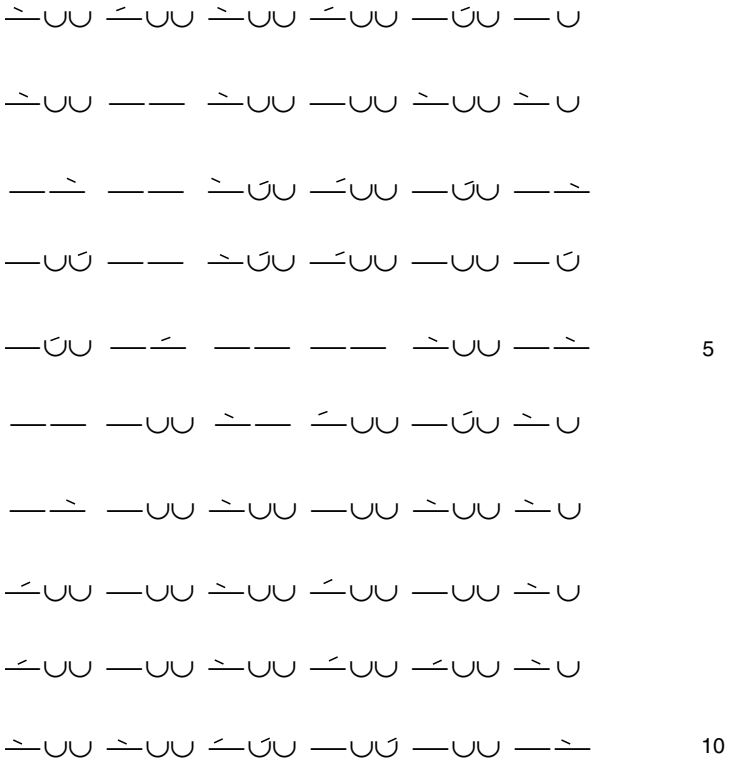 —̀∪∪ —́∪∪ —̀∪∪ —́∪∪ —∪́∪ —∪
—̀∪∪ —— —̀∪∪ —∪∪ —̀∪∪ —̀∪
——̀ —— —̀∪́∪ —́∪∪ —∪́∪ ——̀
—∪∪́ —— —̀∪́∪ —́∪∪ —∪∪ —∪́
—∪́∪ ——́ —— —— —̀∪∪ ——̀ 5
—— —∪∪ —̀— —́∪∪ —∪́∪ —̀∪
——̀ —∪∪ —̀∪∪ —∪∪ —̀∪∪ —̀∪
—́∪∪ —∪∪ —̀∪∪ —́∪∪ —∪∪ —̀∪
—́∪∪ —∪∪ —̀∪∪ —́∪∪ —́∪∪ —̀∪
—̀∪∪ —̀∪∪ —́∪́∪ —∪∪́ —∪∪ ——̀ 10